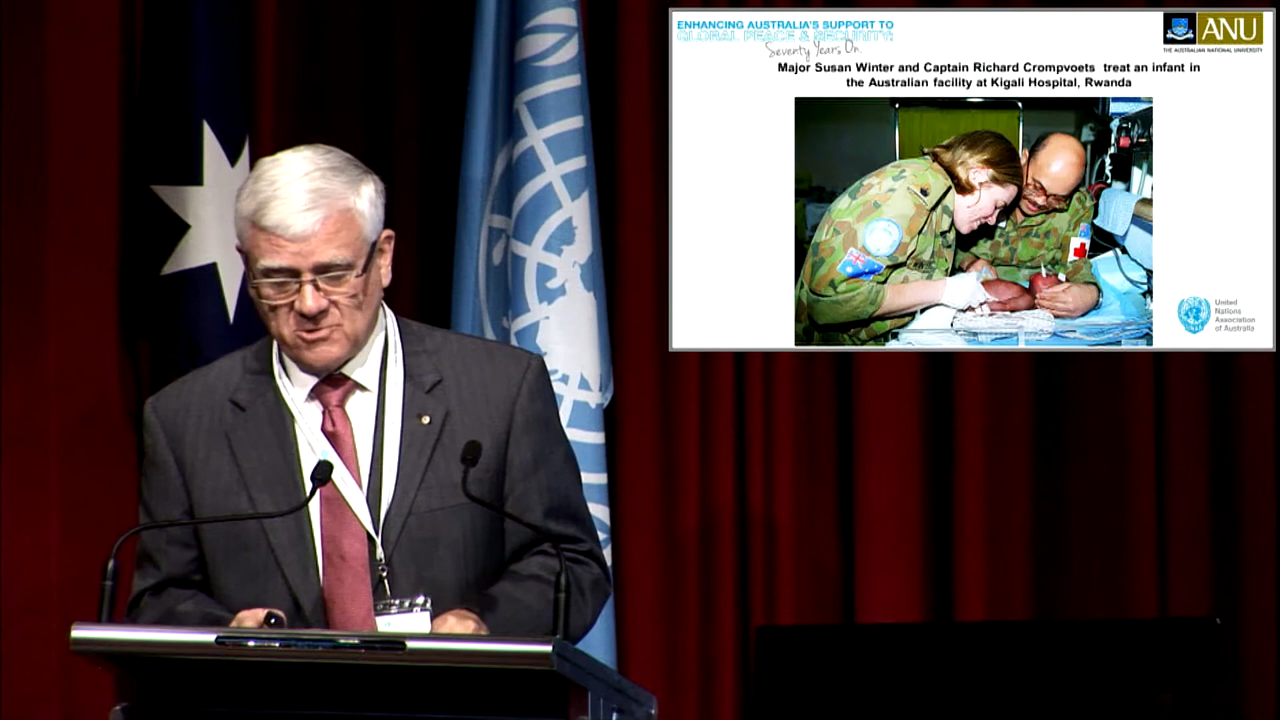 ENHANCING AUSTRALIA'S SUPPORT TO
GLOBAL PEACE & SECURITY:
Seventy Years On...
ANU
THE AUSTRALIAN NATIONAL UNIVERSITY
Major Susan Winter and Captain Richard Crompvoets treat an infant in
the Australian facility at Kigali Hospital, Rwanda
United
Nations
Association
of Australia